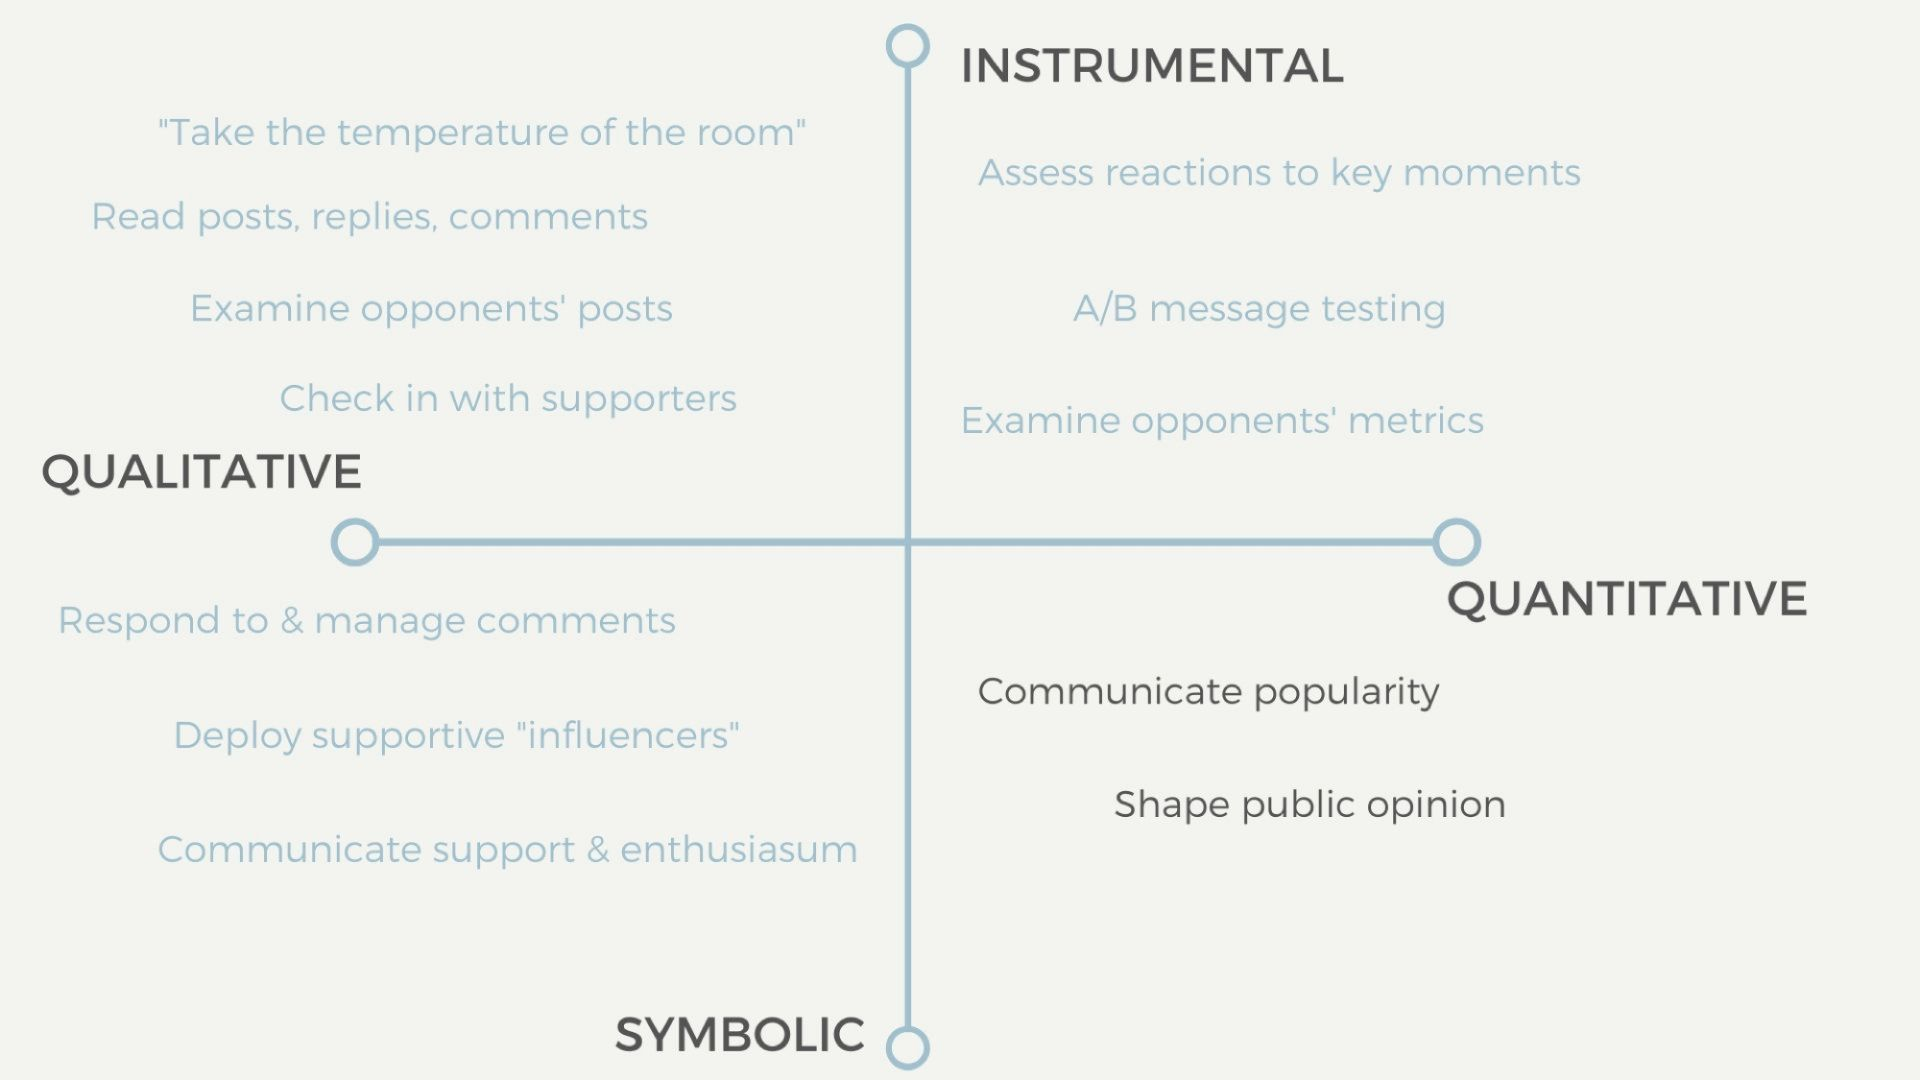 INSTRUMENTAL
"Take the temperature of the room"
Assess reactions to key moments
Read posts, replies, comments
Examine opponents' posts
A/B message testing
Check in with supporters
Examine opponents' metrics
QUALITATIVE
QUANTITATIVE
Respond to & manage comments
Communicate popularity
Deploy supportive "influencers"
Shape public opinion
Communicate support & enthusiasum
SYMBOLIC